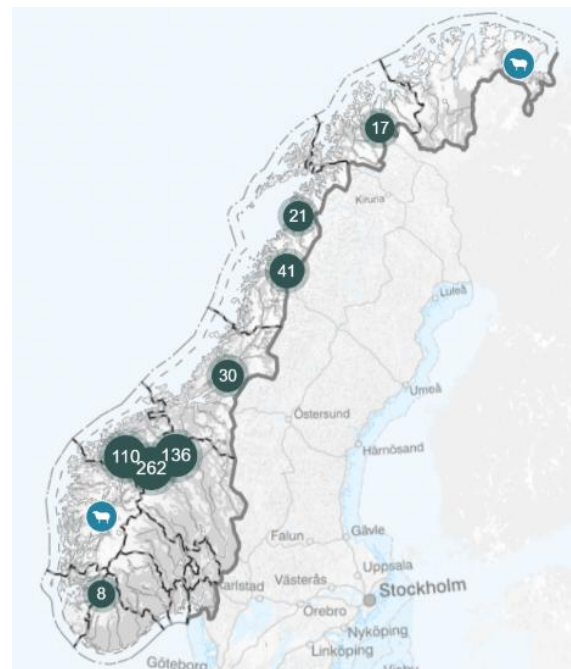 17
Kiruna
21
41
Luleå
30
Umeå
Östersund
110
136
262
Härnösand
Falun
Gävle
Uppsala
8
Karlstad
Västerås
Stockholm
Örebro
Nyköping
Linköping
Göteborg